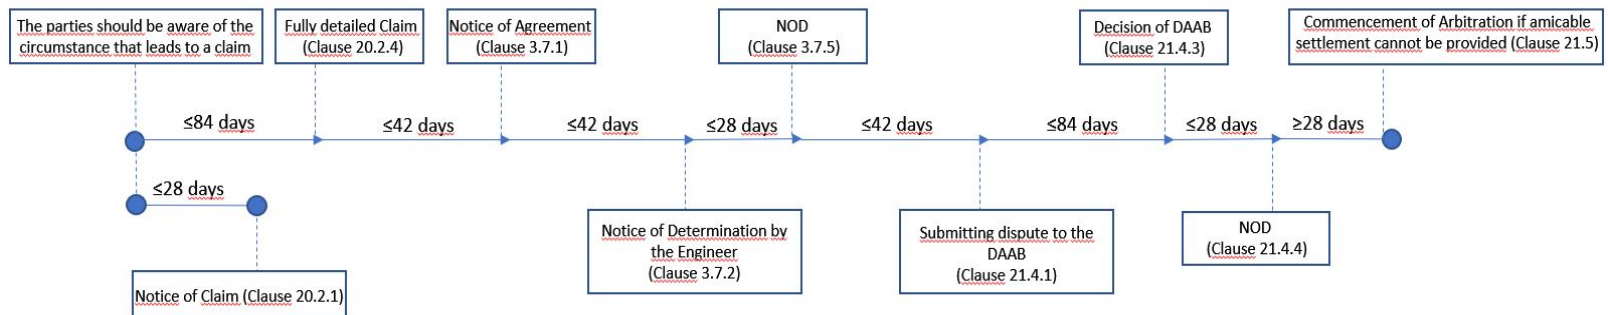 The parties should be aware of the
circumstance that leads to a claim
Fully detailed Claim
(Clause 20.2.4)
Notice of Agreement
(Clause 3.7.1)
NOD
(Clause 3.7.5)
Decision of DAAB
(Clause 21.4.3)
Commencement of Arbitration if amicable
settlement cannot be provided (Clause 21.5)
≤84 days
≤42 days
≤42 days
≤28 days
≤42 days
≤84 days
≤28 days
≥28 days
≤28 days
Notice of Claim (Clause 20.2.1)
Notice of Determination by
the Engineer
(Clause 3.7.2)
Submitting dispute to the
DAAB
(Clause 21.4.1)
NOD
(Clause 21.4.4)